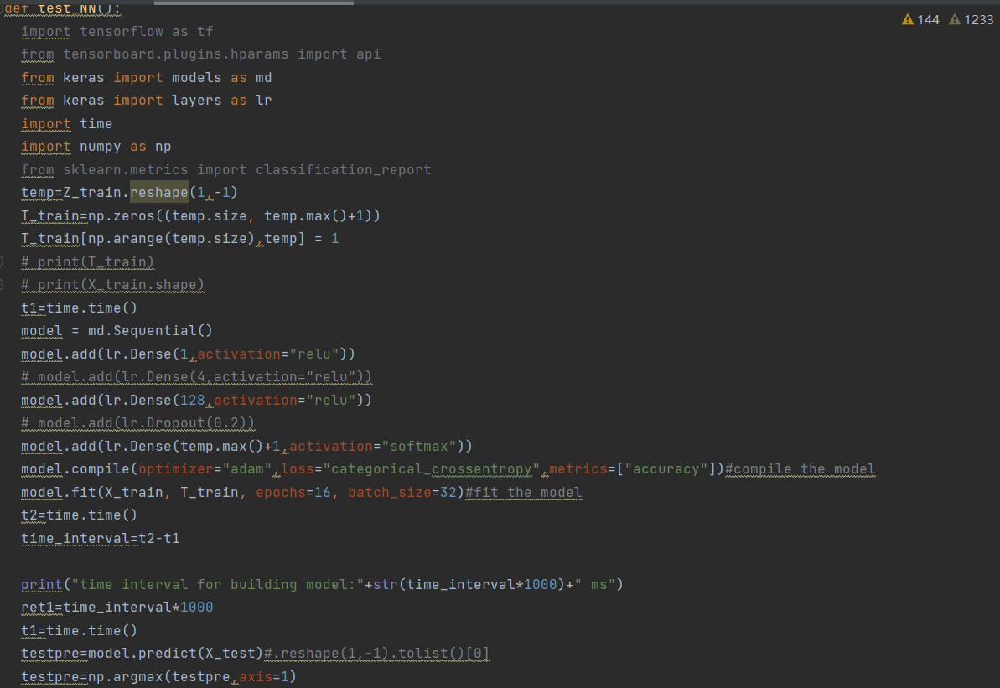 def test_NN():
144 1233
import tensorflow as tf
from tensorboard.plugins.hparams import api
from keras import models as md
from keras import layers as lr
import time
import numpy as np
from sklearn.metrics import classification_report
temp=Z_train.reshape(1,-1)
T_train=np.zeros((temp.size, temp.max()+1))
T_train[np.arange(temp.size),temp] = 1
# print(T_train)
# print(X_train.shape)
t1=time.time()
model = md.Sequential()
model.add(lr.Dense(1,activation="relu"))
# model.add(lr.Dense(4,activation="relu"))
model.add(lr.Dense(128,activation="relu"))
# model.add(lr.Dropout(0.2))
model.add(lr.Dense(temp.max()+1,activation="softmax"))
model.compile(optimizer="adam",loss="categorical_crossentropy",metrics=["accuracy"])#compile the model
model.fit(X_train, T_train, epochs=16, batch_size=32)#fit the model
t2=time.time()
time_interval=t2-t1
print("time interval for building model:"+str(time_interval*1000)+" ms")
ret1=time_interval*1000
t1=time.time()
testpre=model.predict(X_test)#.reshape(1,-1).tolist()[0]
testpre=np.argmax(testpre,axis=1)